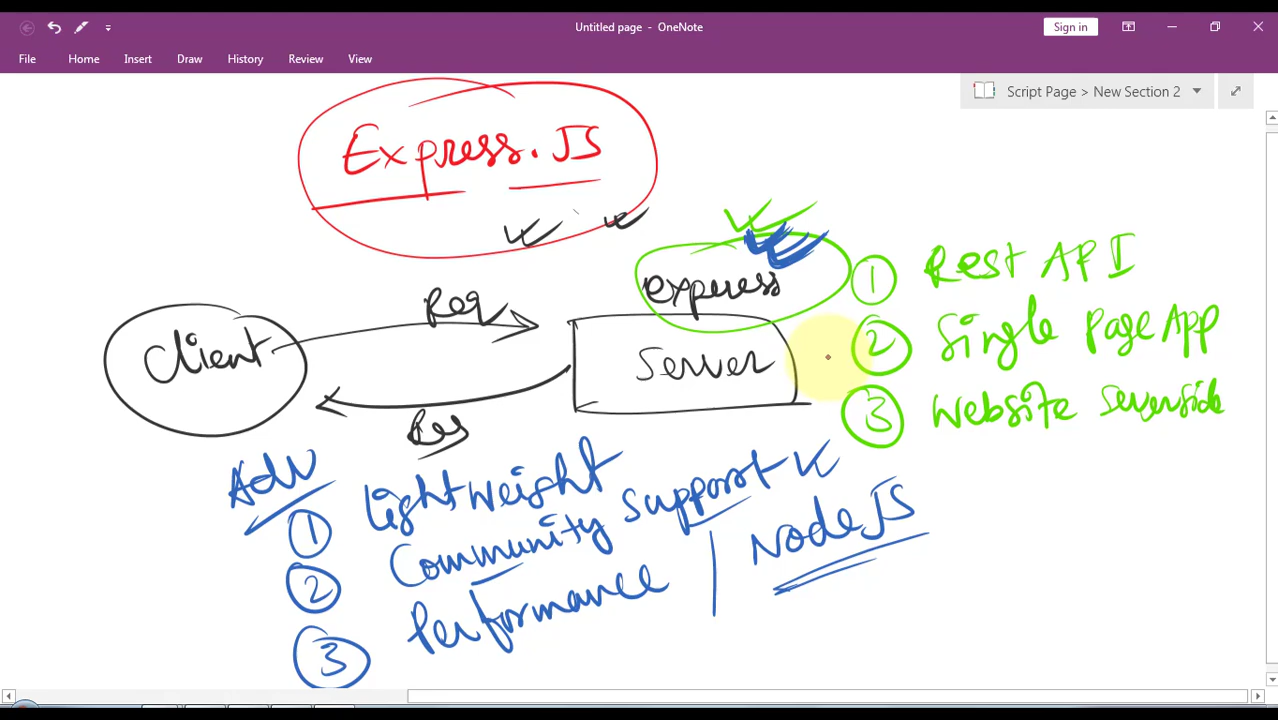 Untitled page - OneNote
Sign in
File Home Insert Draw History Review View
Script Page > New Section 2
Express.JS
express
① Rest API
Req
② Single Page App
Client
Server
③ Website Serverside
Res
Adv
① Lightweight
② Community Support
③ Performance
NodeJS